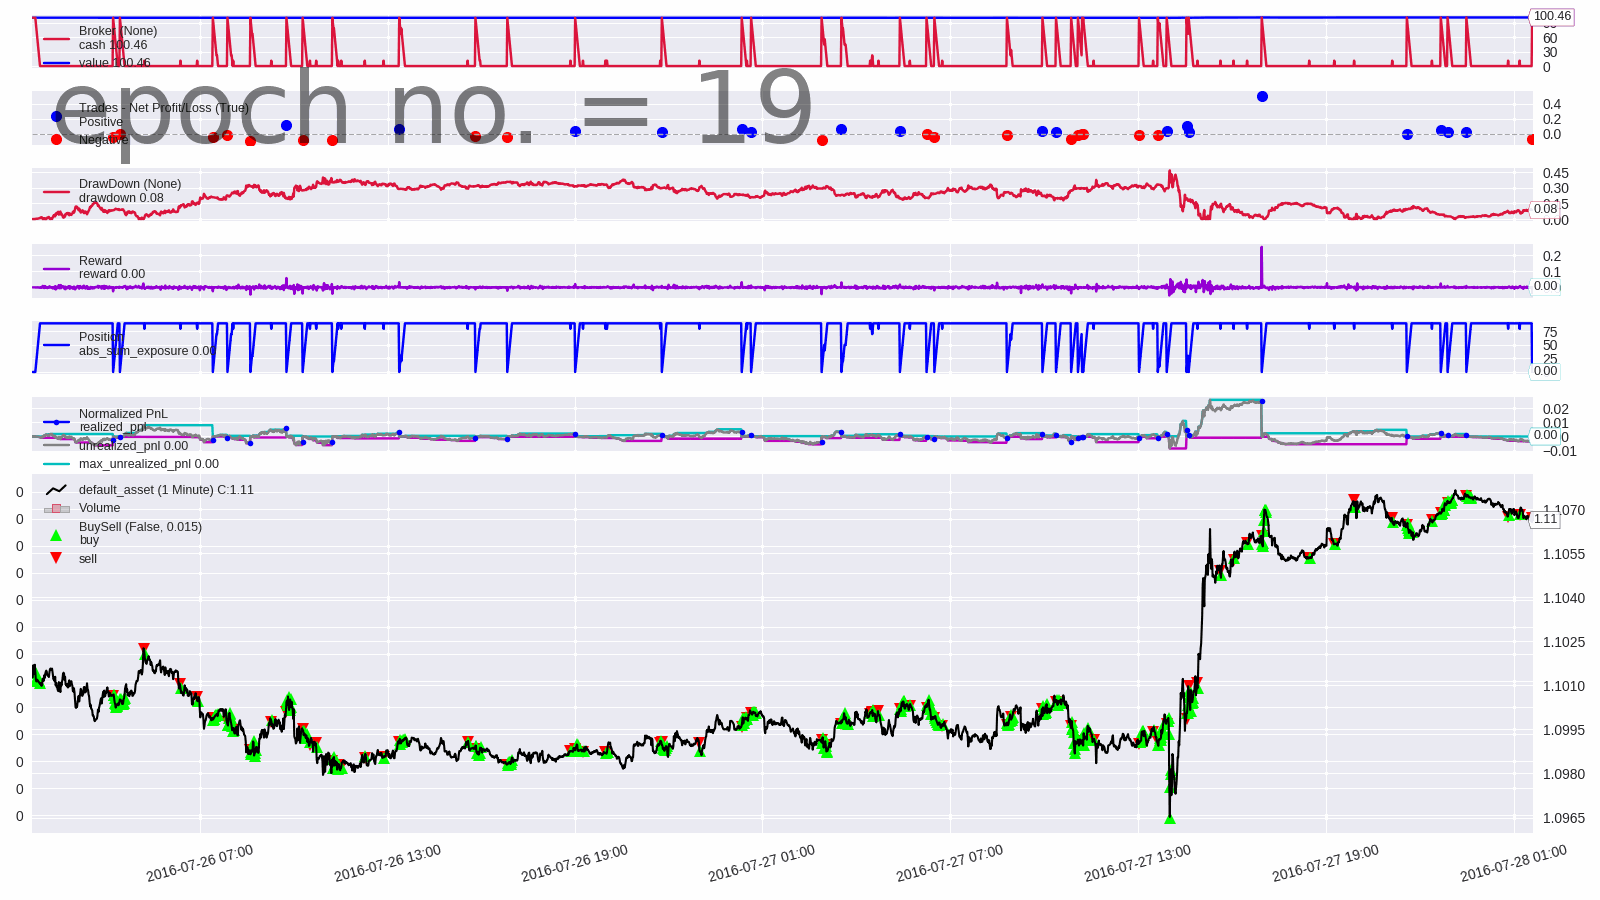 Broker (None)
cash 100.46
value 100.46
100.46
60
30
0
epoch no. = 19
Trades - Net Profit/Loss (True)
Positive
Negative
0.4
0.2
0.0
DrawDown (None)
drawdown 0.08
0.45
0.30
0.15
0.08
0.00
Reward
reward 0.00
0.2
0.1
0.00
Position
abs_sum_exposure 0.00
75
50
25
0.00
Normalized PnL
realized_pnl
unrealized_pnl 0.00
max_unrealized_pnl 0.00
0.02
0.01
0.00
0
−0.01
default_asset (1 Minute) C:1.11
Volume
BuySell (False, 0.015)
buy
sell
0
0
0
0
0
0
0
0
0
0
0
0
0
1.1070
1.11
1.1055
1.1040
1.1025
1.1010
1.0995
1.0980
1.0965
2016-07-26 07:00
2016-07-26 13:00
2016-07-26 19:00
2016-07-27 01:00
2016-07-27 07:00
2016-07-27 13:00
2016-07-27 19:00
2016-07-28 01:00